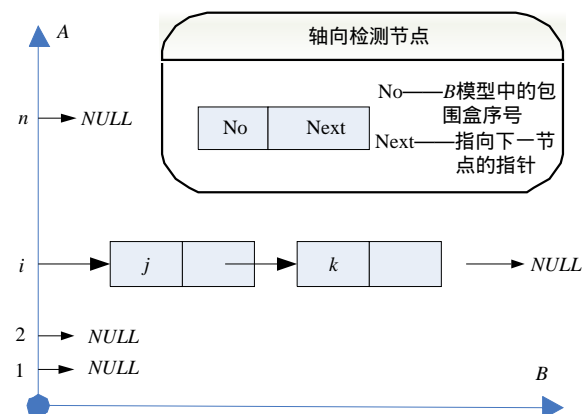 A
轴向检测节点
No——B模型中的包
围盒序号
No Next
Next——指向下一节
点的指针
n NULL
i j k NULL
2 NULL
1 NULL
B